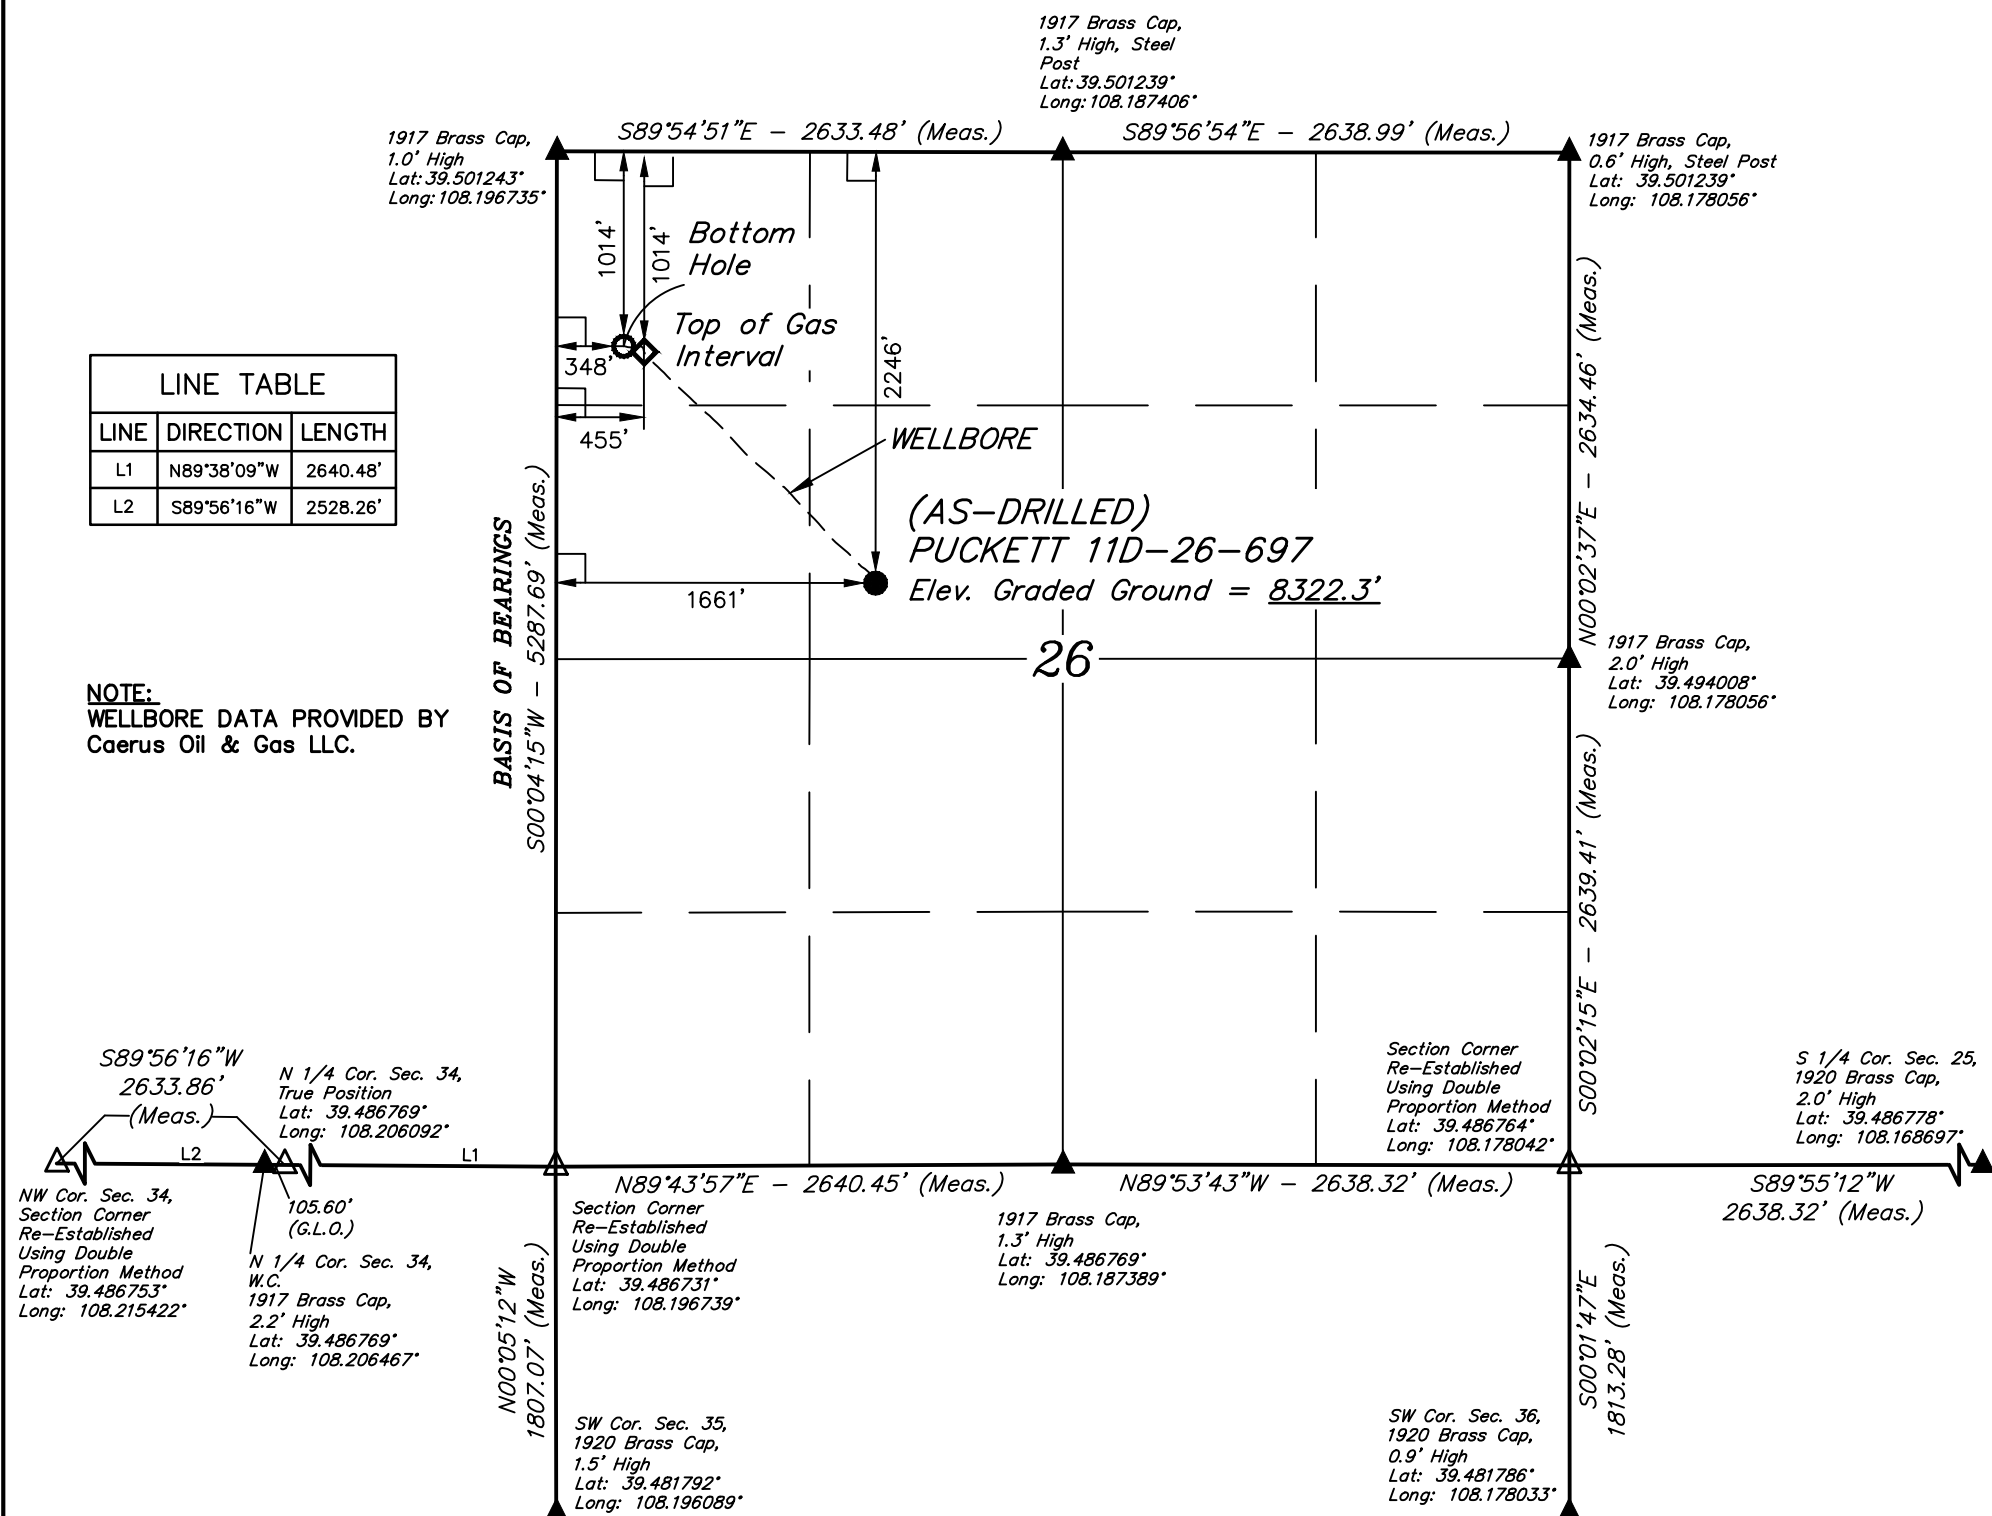 1917 Brass Cap,
1.3' High, Steel
Post
Lat: 39.501239°
Long: 108.187406°
1917 Brass Cap,
1.0' High
Lat: 39.501243°
Long: 108.196735°
S89°54'51"E - 2633.48' (Meas.)
S89°56'54"E - 2638.99' (Meas.)
1917 Brass Cap,
0.6' High, Steel Post
Lat: 39.501239°
Long: 108.178056°
1014'
1014'
Bottom
Hole
Top of Gas
Interval
348'
455'
2246'
WELLBORE
LINE TABLE
LINE DIRECTION LENGTH
L1 N89°38'09"W 2640.48'
L2 S89°56'16"W 2528.26'
(AS-DRILLED)
PUCKETT 11D-26-697
Elev. Graded Ground = 8322.3'
1661'
BASIS OF BEARINGS
S00°04'15"W - 5287.69' (Meas.)
N00°02'37"E - 2634.46' (Meas.)
26
1917 Brass Cap,
2.0' High
Lat: 39.494008°
Long: 108.178056°
NOTE:
WELLBORE DATA PROVIDED BY
Caerus Oil & Gas LLC.
S00°02'15"E - 2639.41' (Meas.)
S89°56'16"W
2633.86'
(Meas.)
N 1/4 Cor. Sec. 34,
True Position
Lat: 39.486769°
Long: 108.206092°
L2
L1
Section Corner
Re-Established
Using Double
Proportion Method
Lat: 39.486764°
Long: 108.178042°
S 1/4 Cor. Sec. 25,
1920 Brass Cap,
2.0' High
Lat: 39.486778°
Long: 108.168697°
NW Cor. Sec. 34,
Section Corner
Re-Established
Using Double
Proportion Method
Lat: 39.486753°
Long: 108.215422°
105.60'
(G.L.O.)
N 1/4 Cor. Sec. 34,
W.C.
1917 Brass Cap,
2.2' High
Lat: 39.486769°
Long: 108.206467°
N89°43'57"E - 2640.45' (Meas.)
N89°53'43"W - 2638.32' (Meas.)
S89°55'12"W
2638.32' (Meas.)
Section Corner
Re-Established
Using Double
Proportion Method
Lat: 39.486731°
Long: 108.196739°
1917 Brass Cap,
1.3' High
Lat: 39.486769°
Long: 108.187389°
N00°05'12"W
1807.07' (Meas.)
S00°01'47"E
1813.28' (Meas.)
SW Cor. Sec. 35,
1920 Brass Cap,
1.5' High
Lat: 39.481792°
Long: 108.196089°
SW Cor. Sec. 36,
1920 Brass Cap,
0.9' High
Lat: 39.481786°
Long: 108.178033°